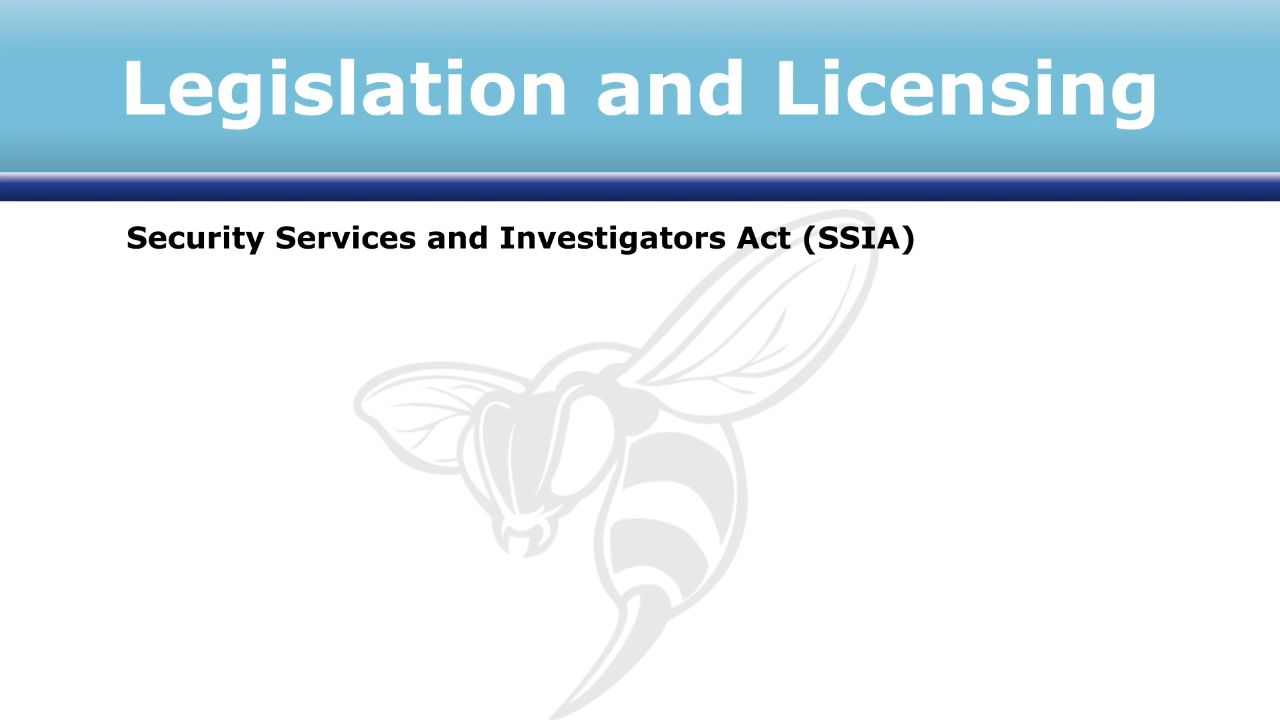 Legislation and Licensing
Security Services and Investigators Act (SSIA)